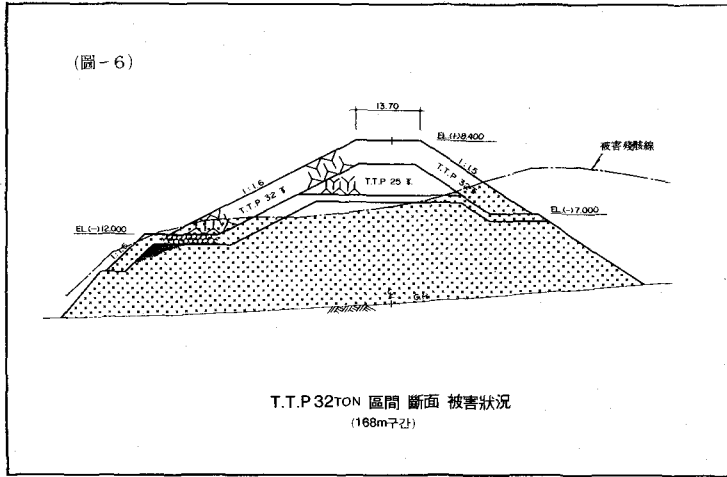 (圖-6)
13.70
EL(+)8.400
被害殘骸線
1:1.6
1:1.5
T.T.P 32
T.T.P 25
T.T.P 32
EL(-)12.000
EL(-)7.000
T.T.P 32TON 區間 斷面 被害狀況
(168m구간)